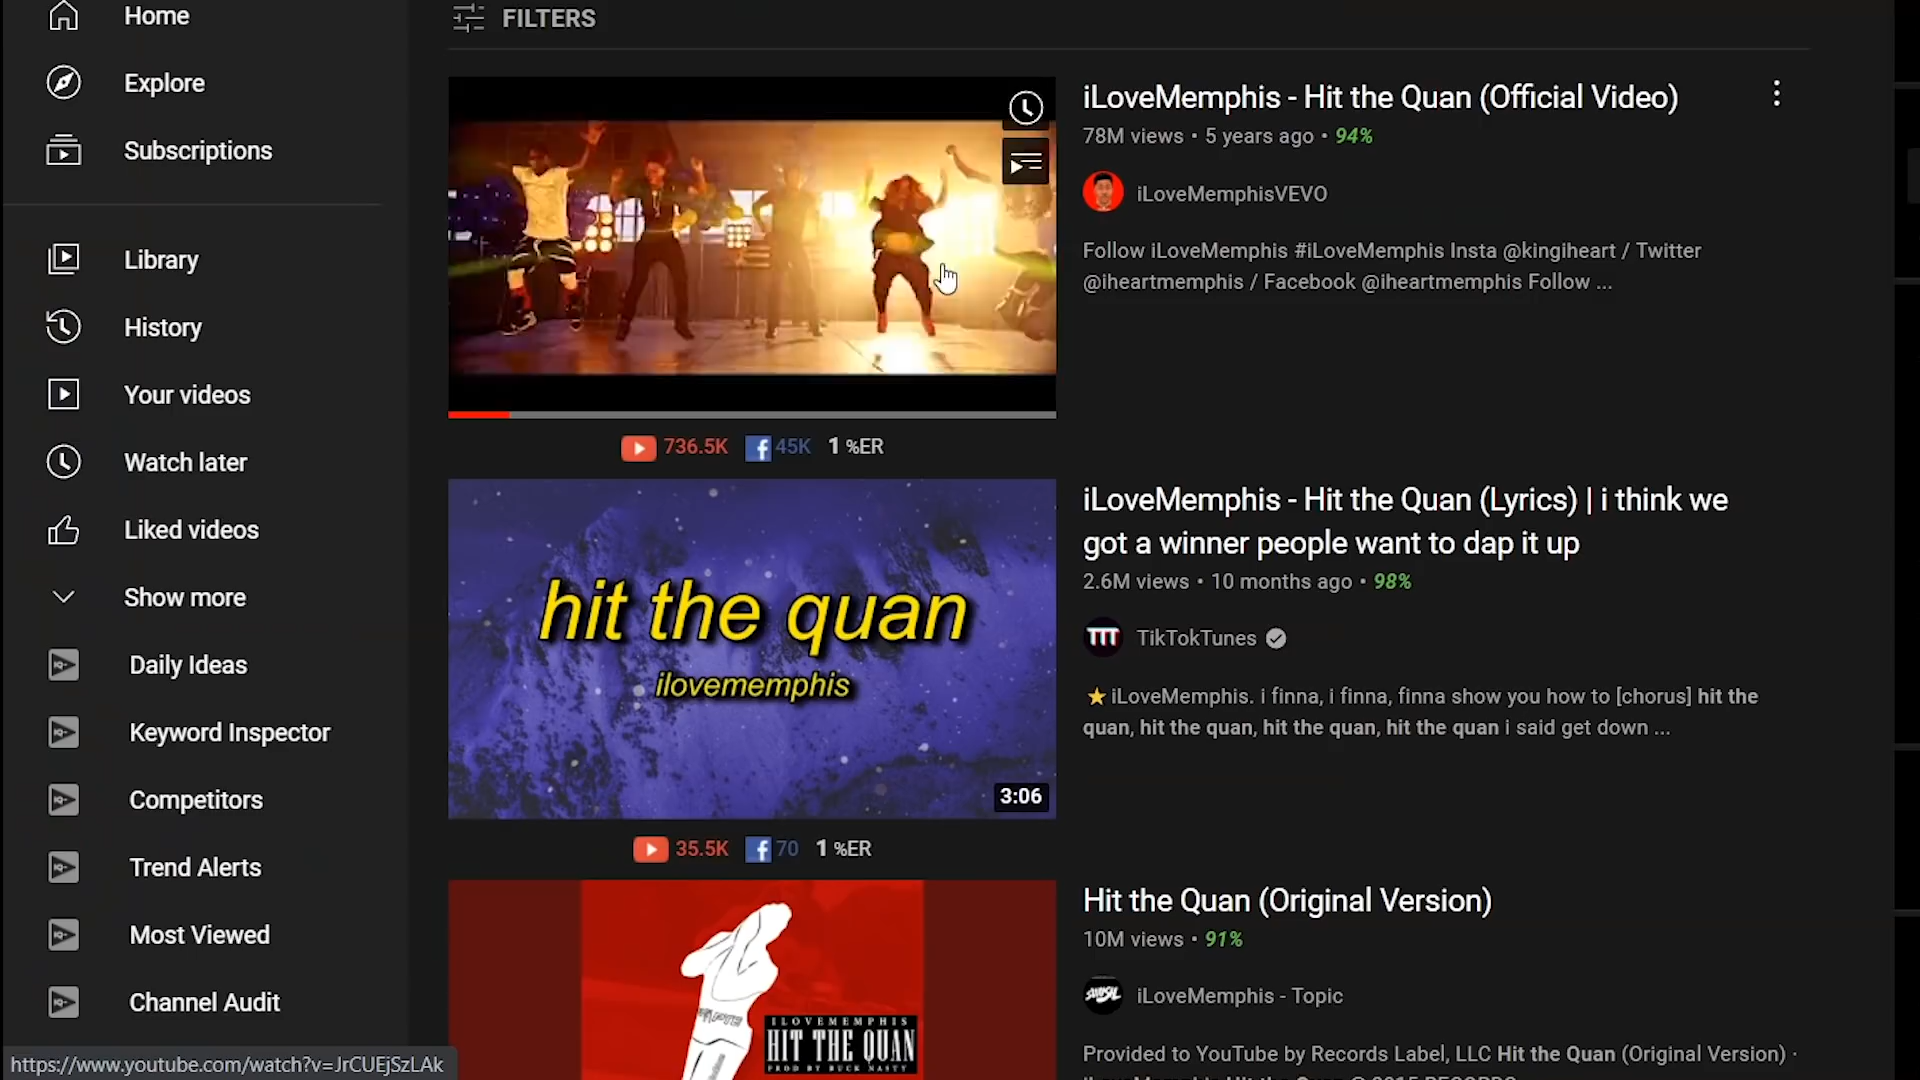 Home
Explore
Subscriptions
Library
History
Your videos
Watch later
Liked videos
Show more
Daily Ideas
Keyword Inspector
Competitors
Trend Alerts
Most Viewed
Channel Audit
https://www.youtube.com/watch?v=JrCUEjSzLAk
FILTERS
iLoveMemphis - Hit the Quan (Official Video)
78M views • 5 years ago • 94%
iLoveMemphisVEVO
Follow iLoveMemphis #iLoveMemphis Insta @kingiheart / Twitter
@iheartmemphis / Facebook @iheartmemphis Follow ...
736.5K 45K 1 %ER
hit the quan
ilovememphis
3:06
iLoveMemphis - Hit the Quan (Lyrics) | i think we
got a winner people want to dap it up
2.6M views • 10 months ago • 98%
TikTokTunes
iLoveMemphis. i finna, i finna, finna show you how to [chorus] hit the
quan, hit the quan, hit the quan, hit the quan i said get down ...
35.5K 70 1 %ER
ILOVEMEMPHIS
HIT THE QUAN
PROD BY BUCK NASTY
Hit the Quan (Original Version)
10M views • 91%
iLoveMemphis - Topic
Provided to YouTube by Records Label, LLC Hit the Quan (Original Version) ·